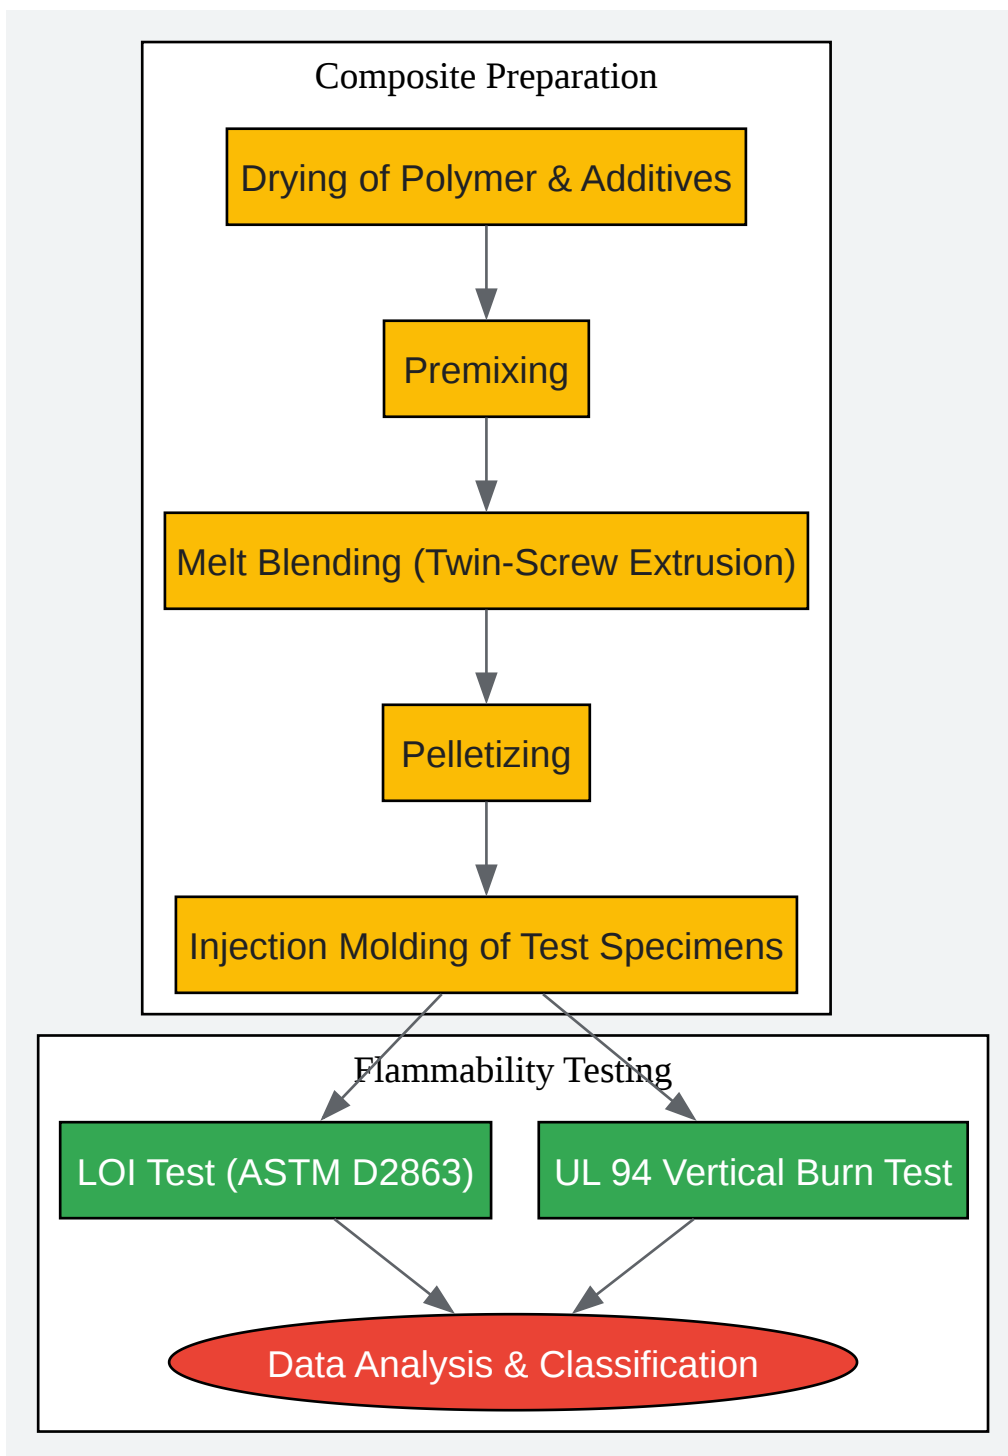 Composite Preparation
Drying of Polymer & Additives
Premixing
Melt Blending (Twin-Screw Extrusion)
Pelletizing
Injection Molding of Test Specimens
Flammability Testing
LOI Test (ASTM D2863)
UL 94 Vertical Burn Test
Data Analysis & Classification